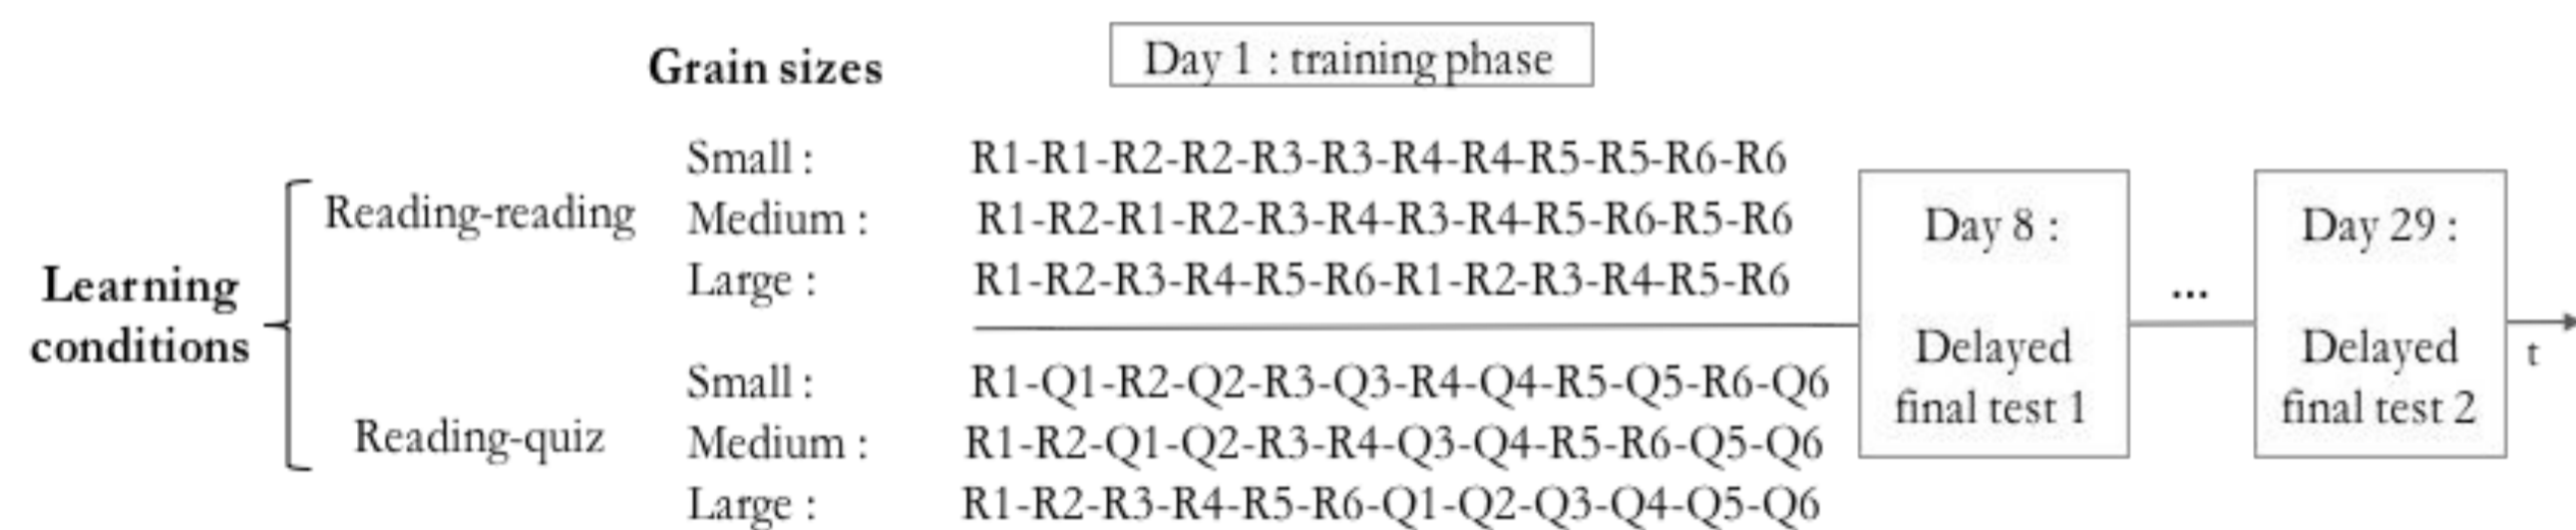 Grain sizes
Day 1 : training phase
Learning
conditions
Reading-reading
Small :
R1-R1-R2-R2-R3-R3-R4-R4-R5-R5-R6-R6
Medium :
R1-R2-R1-R2-R3-R4-R3-R4-R5-R6-R5-R6
Large :
R1-R2-R3-R4-R5-R6-R1-R2-R3-R4-R5-R6
Reading-quiz
Small :
R1-Q1-R2-Q2-R3-Q3-R4-Q4-R5-Q5-R6-Q6
Medium :
R1-R2-Q1-Q2-R3-R4-Q3-Q4-R5-R6-Q5-Q6
Large :
R1-R2-R3-R4-R5-R6-Q1-Q2-Q3-Q4-Q5-Q6
Day 8 :
Delayed
final test 1
...
Day 29 :
Delayed
final test 2
t